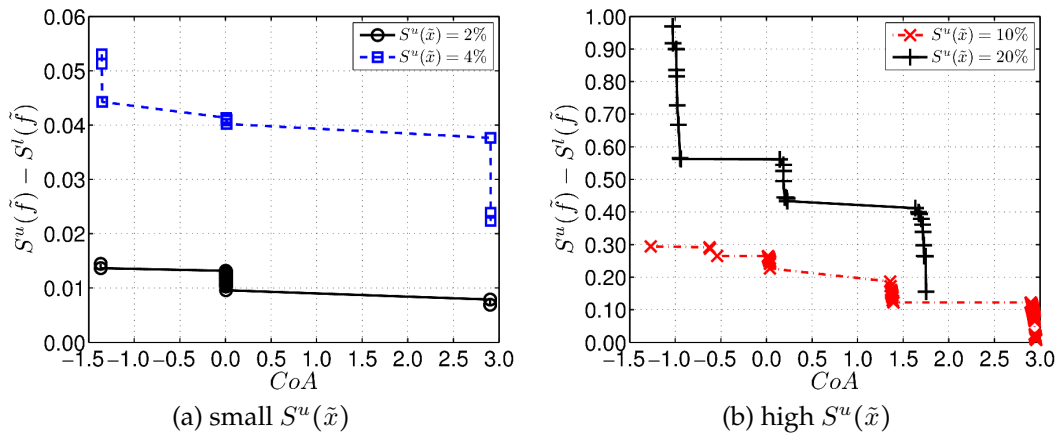 0.06
0.05
0.04
0.03
0.02
0.01
0.00
−1.5 −1.0 −0.5 0.0 0.5 1.0 1.5 2.0 2.5 3.0
S^u(f̃) − S^l(f̃)
CoA
S^u(x̃) = 2%
S^u(x̃) = 4%
(a) small S^u(x̃)
1.00
0.90
0.80
0.70
0.60
0.50
0.40
0.30
0.20
0.10
0.00
−1.5 −1.0 −0.5 0.0 0.5 1.0 1.5 2.0 2.5 3.0
S^u(f̃) − S^l(f̃)
CoA
S^u(x̃) = 10%
S^u(x̃) = 20%
(b) high S^u(x̃)